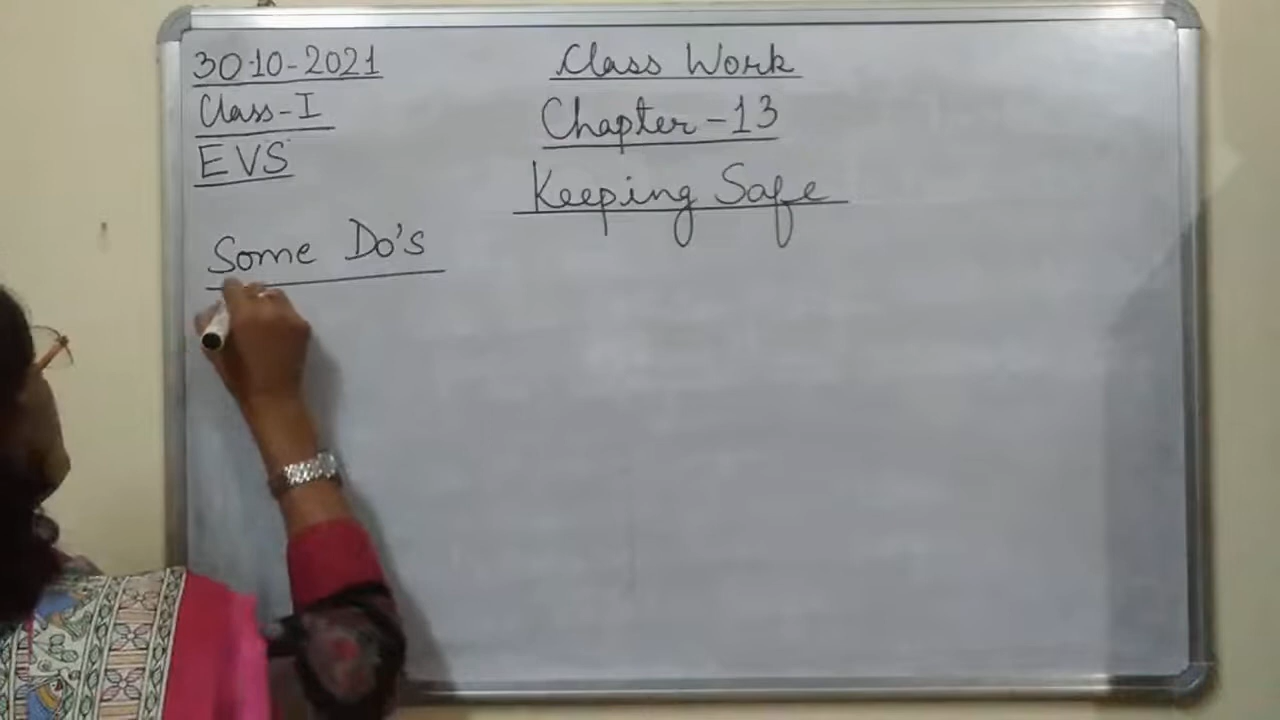 30-10-2021
Class-I
EVS
Class Work
Chapter-13
Keeping Safe
Some Do's